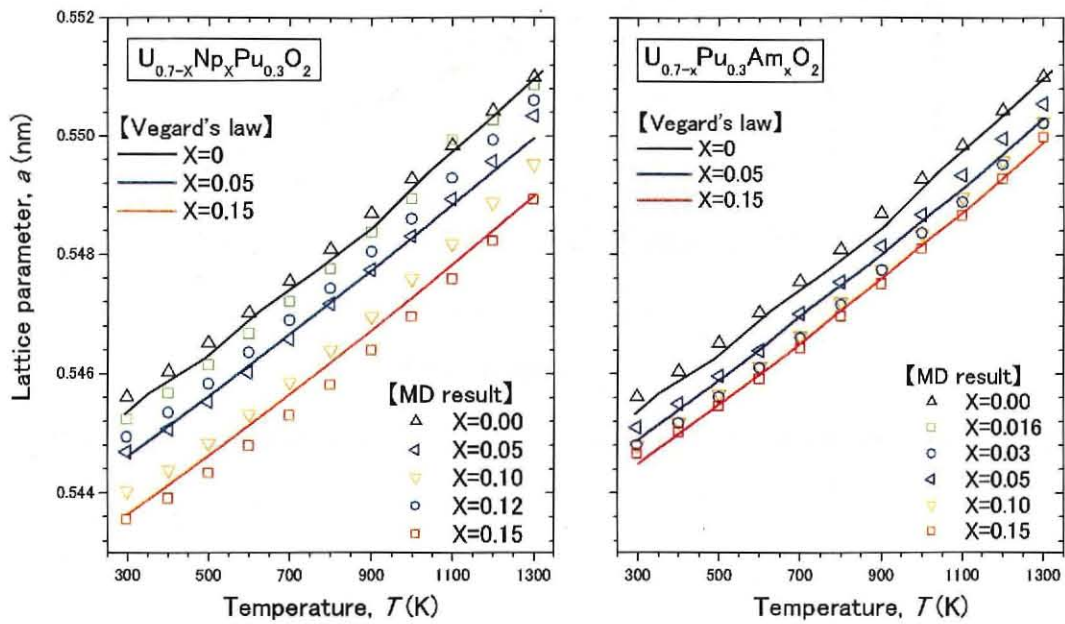 0.552
0.550
0.548
0.546
0.544
Lattice parameter, a (nm)
U0.7-XNpXPu0.3O2
【Vegard's law】
X=0
X=0.05
X=0.15
【MD result】
X=0.00
X=0.05
X=0.10
X=0.12
X=0.15
300 500 700 900 1100 1300
Temperature, T (K)
U0.7-xPu0.3AmxO2
【Vegard's law】
X=0
X=0.05
X=0.15
【MD result】
X=0.00
X=0.016
X=0.03
X=0.05
X=0.10
X=0.15
300 500 700 900 1100 1300
Temperature, T (K)